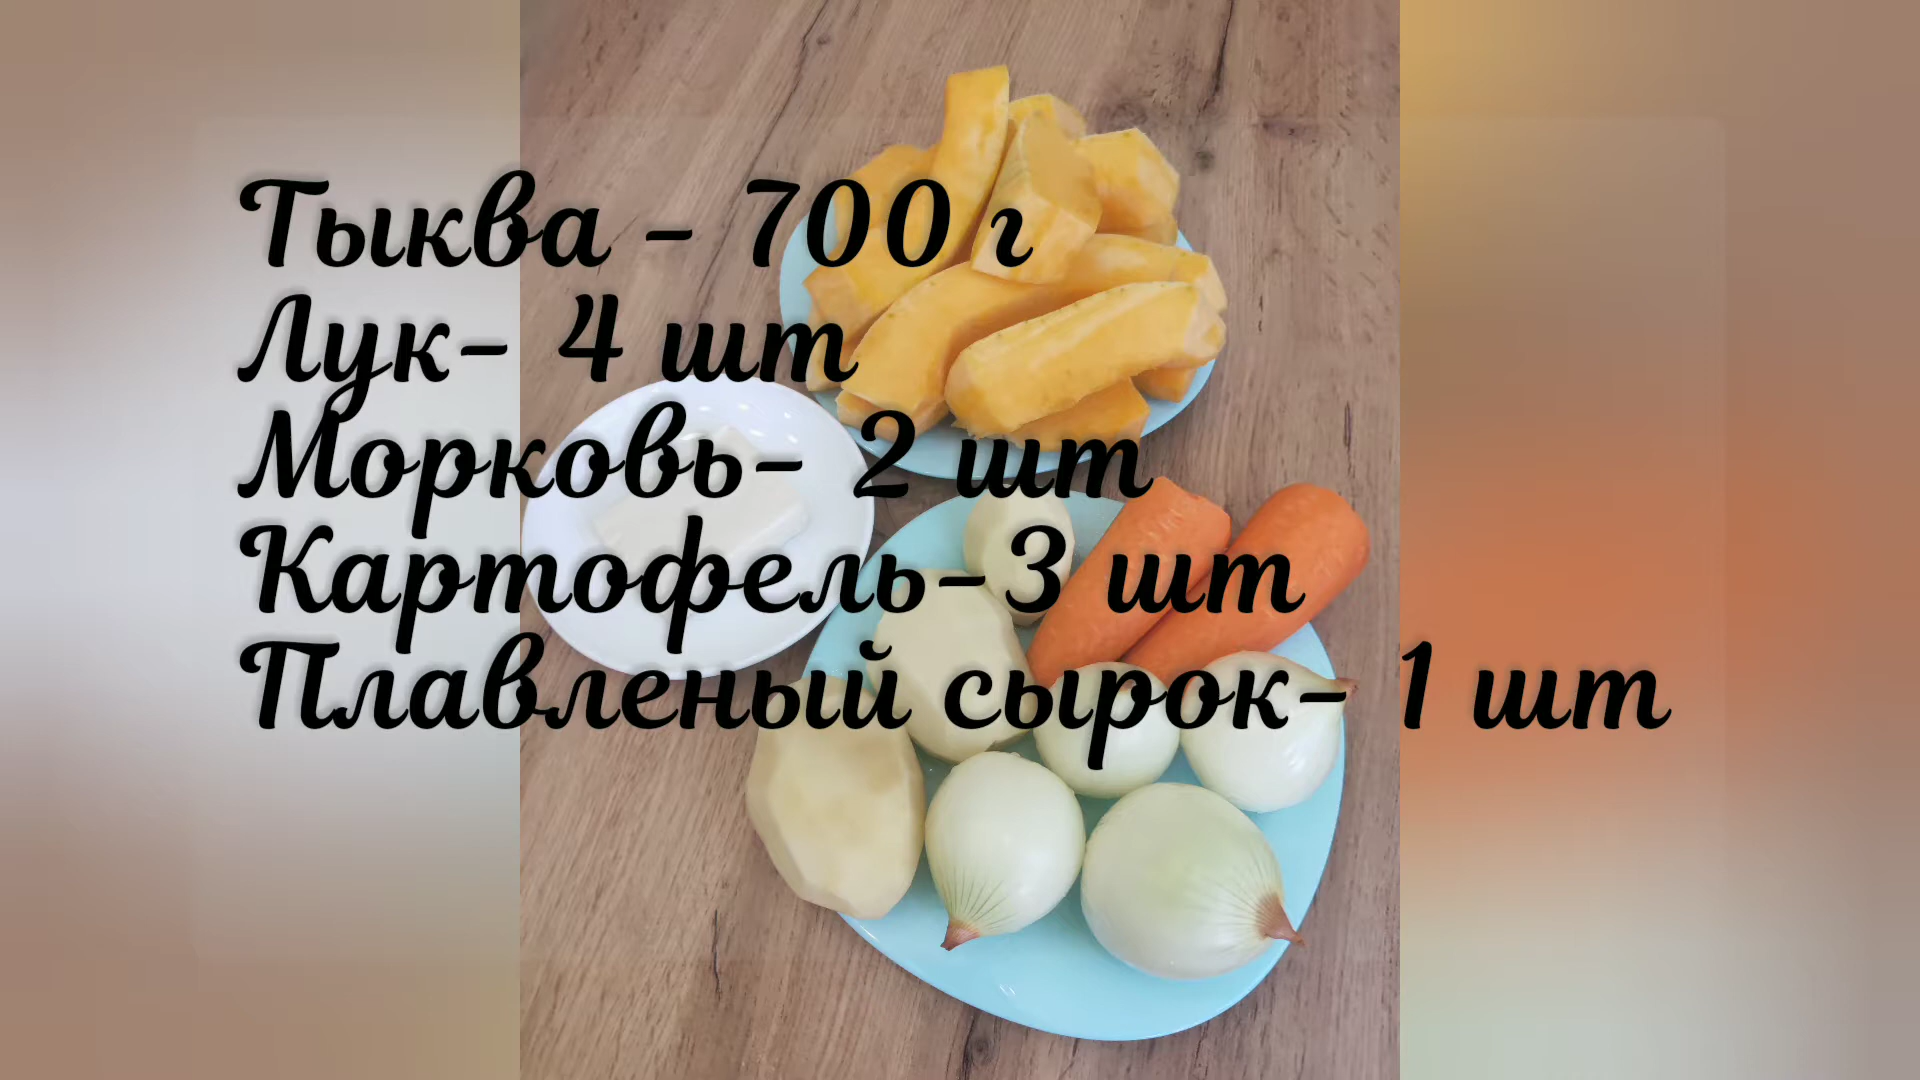 Тыква - 700 г
Лук- 4 шт
Морковь- 2 шт
Картофель-3 шт
Плавленый сырок- 1 шт